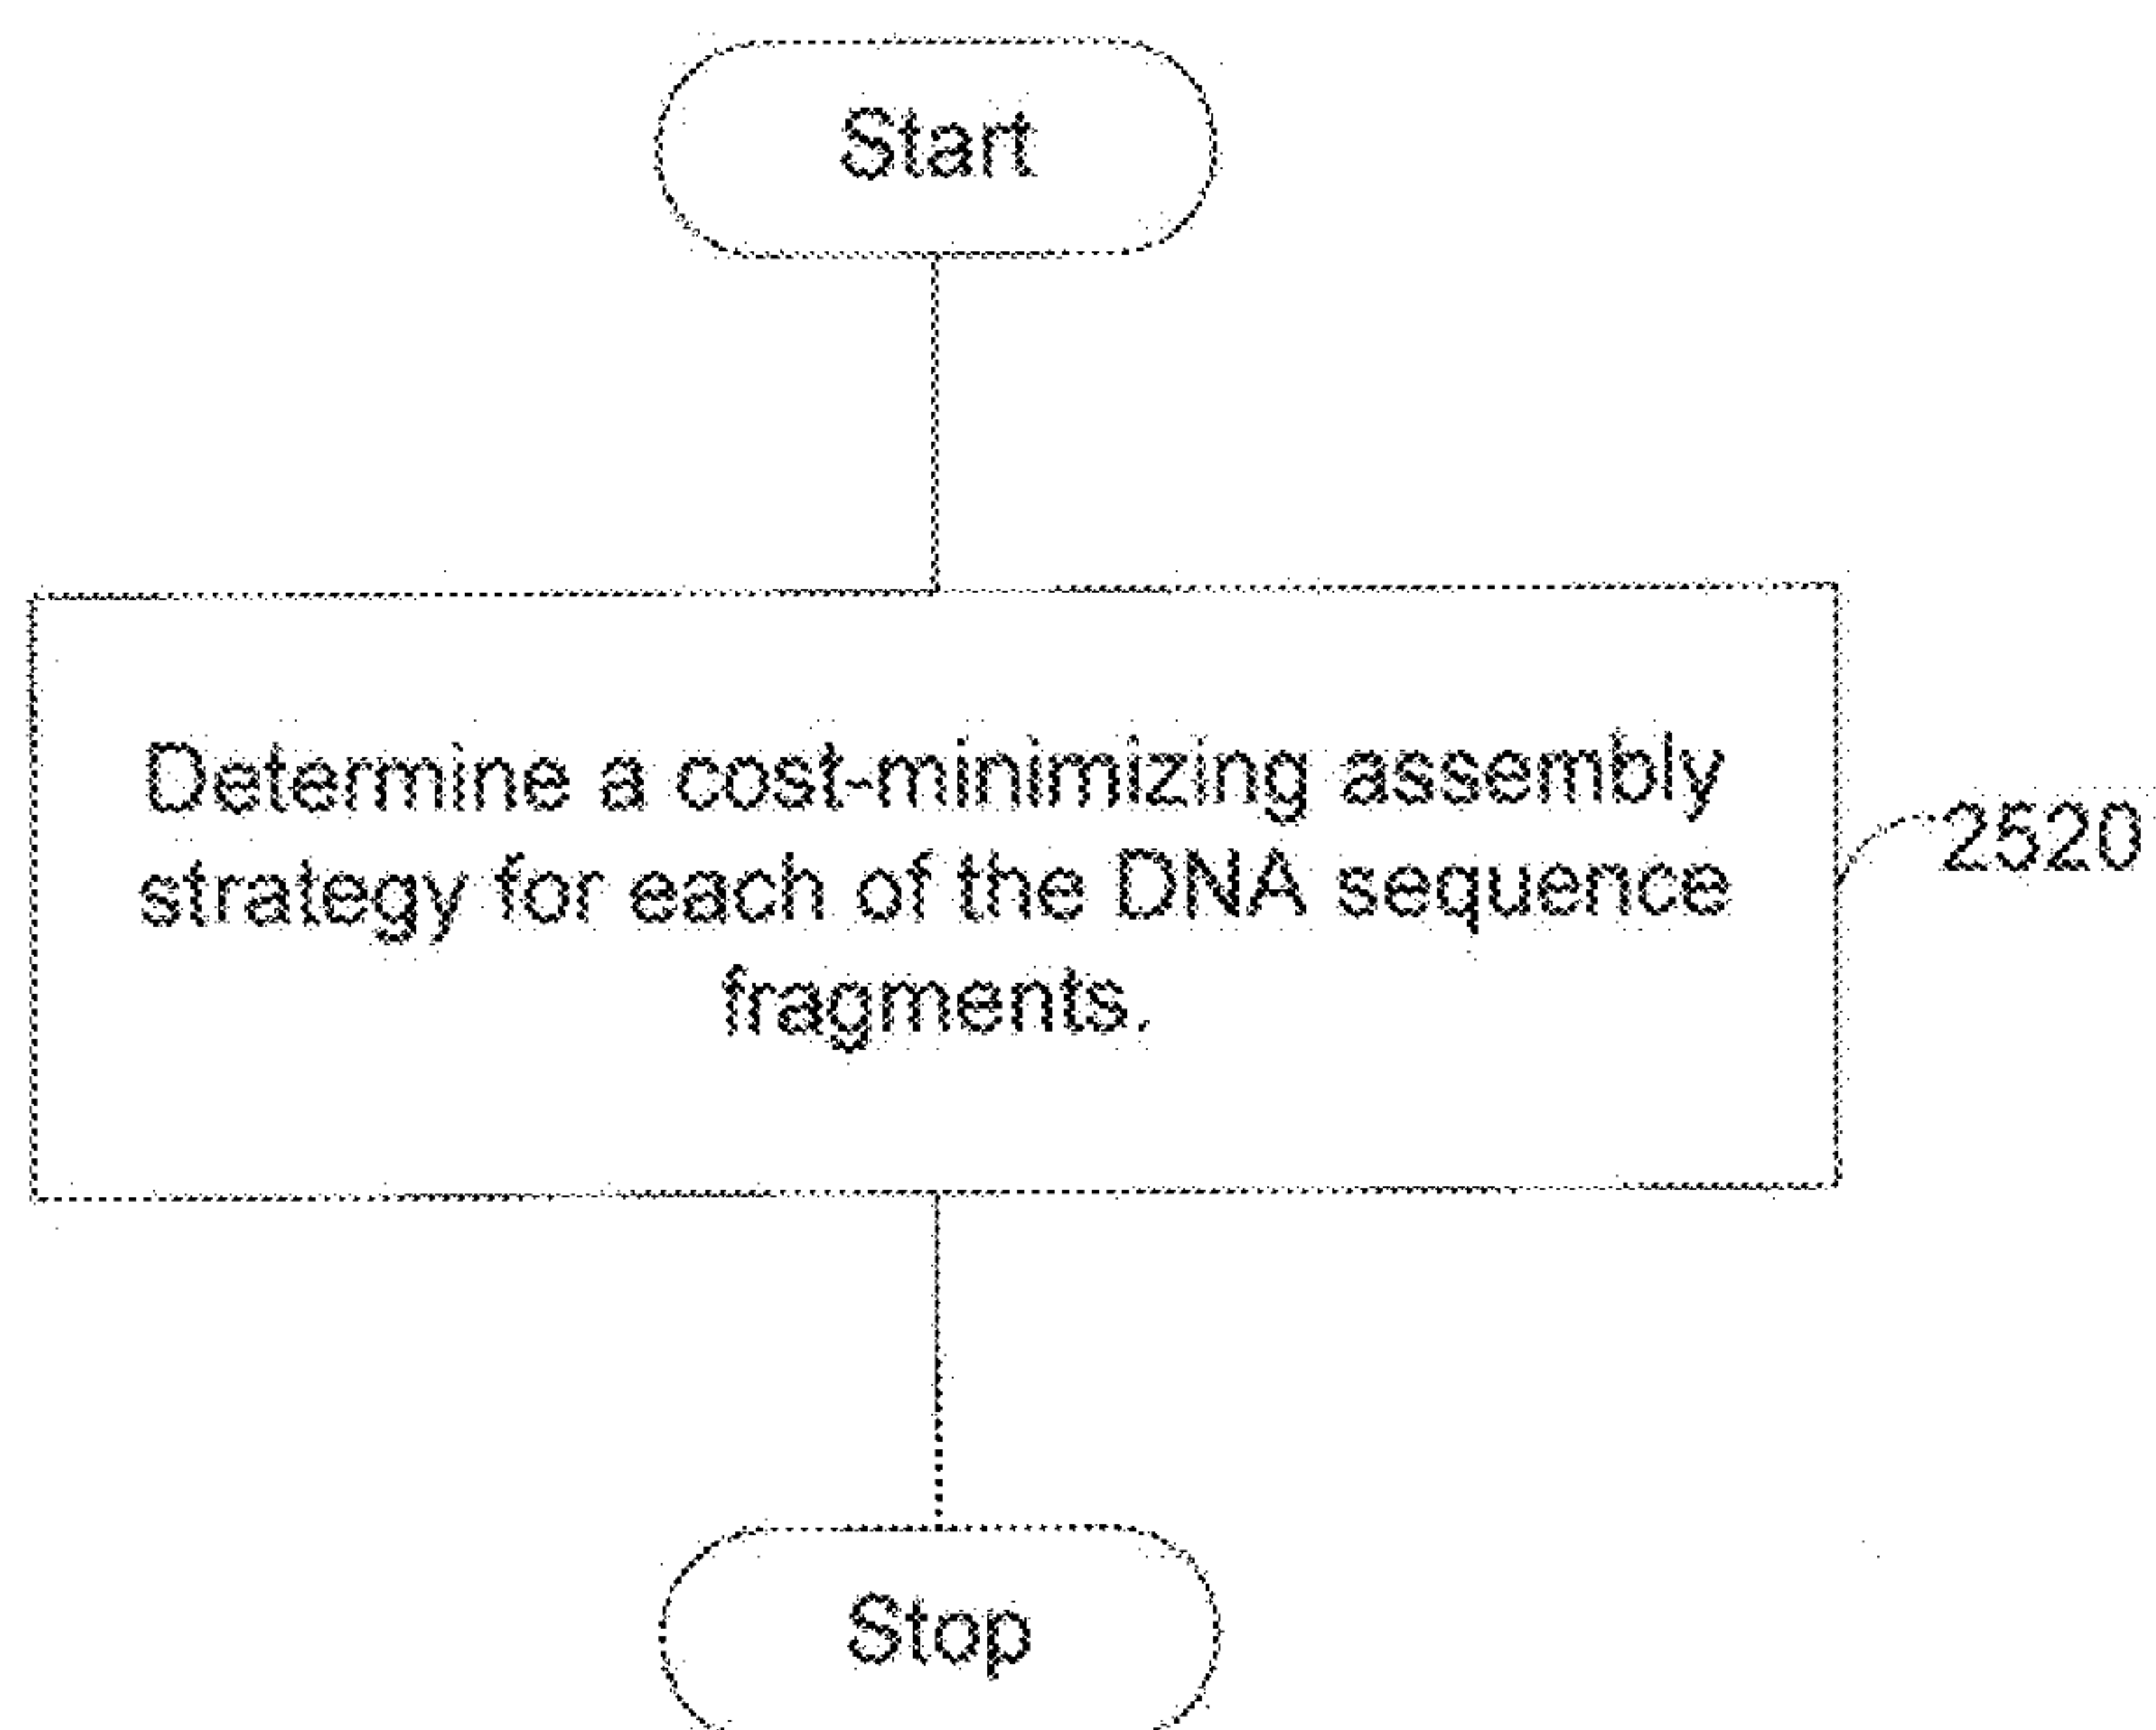 Start
Determine a cost-minimizing assembly
strategy for each of the DNA sequence
fragments.
2520
Stop